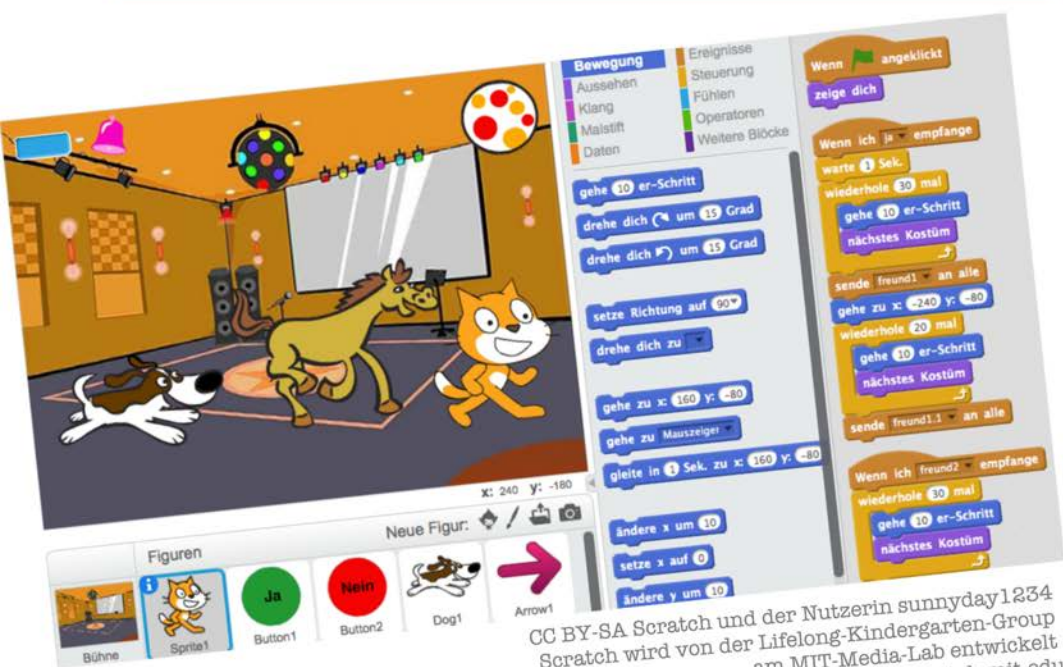 x: 240 y: -180
Neue Figur:
Figuren
Bühne
Sprite1
Ja
Button1
Nein
Button2
Dog1
Arrow1
Bewegung
Aussehen
Klang
Malstift
Daten
Ereignisse
Steuerung
Fühlen
Operatoren
Weitere Blöcke
gehe 10 er-Schritt
drehe dich um 15 Grad
drehe dich um 15 Grad
setze Richtung auf 90
drehe dich zu
gehe zu x: 160 y: -80
gehe zu Mauszeiger
gleite in 1 Sek. zu x: 160 y: -80
ändere x um 10
setze x auf 0
ändere y um 10
Wenn angeklickt
zeige dich
Wenn ich ja empfange
warte 1 Sek.
wiederhole 30 mal
gehe 10 er-Schritt
nächstes Kostüm
sende freund1 an alle
gehe zu x: -240 y: -80
wiederhole 20 mal
gehe 10 er-Schritt
nächstes Kostüm
sende freund1.1 an alle
Wenn ich freund2 empfange
wiederhole 30 mal
gehe 10 er-Schritt
nächstes Kostüm
CC BY-SA Scratch und der Nutzerin sunnyday1234
Scratch wird von der Lifelong-Kindergarten-Group
am MIT-Media-Lab entwickelt